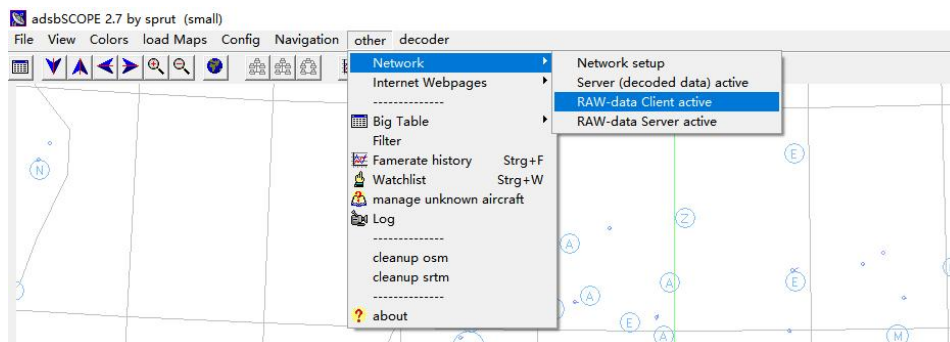 adsbSCOPE 2.7 by sprut (small)
File View Colors load Maps Config Navigation other decoder
Network
Internet Webpages
--------------
Big Table
Filter
Famerate history Strg+F
Watchlist Strg+W
manage unknown aircraft
Log
--------------
cleanup osm
cleanup srtm
--------------
? about
Network setup
Server (decoded data) active
RAW-data Client active
RAW-data Server active
N
E
Z
A
A
E
A
E
A
M